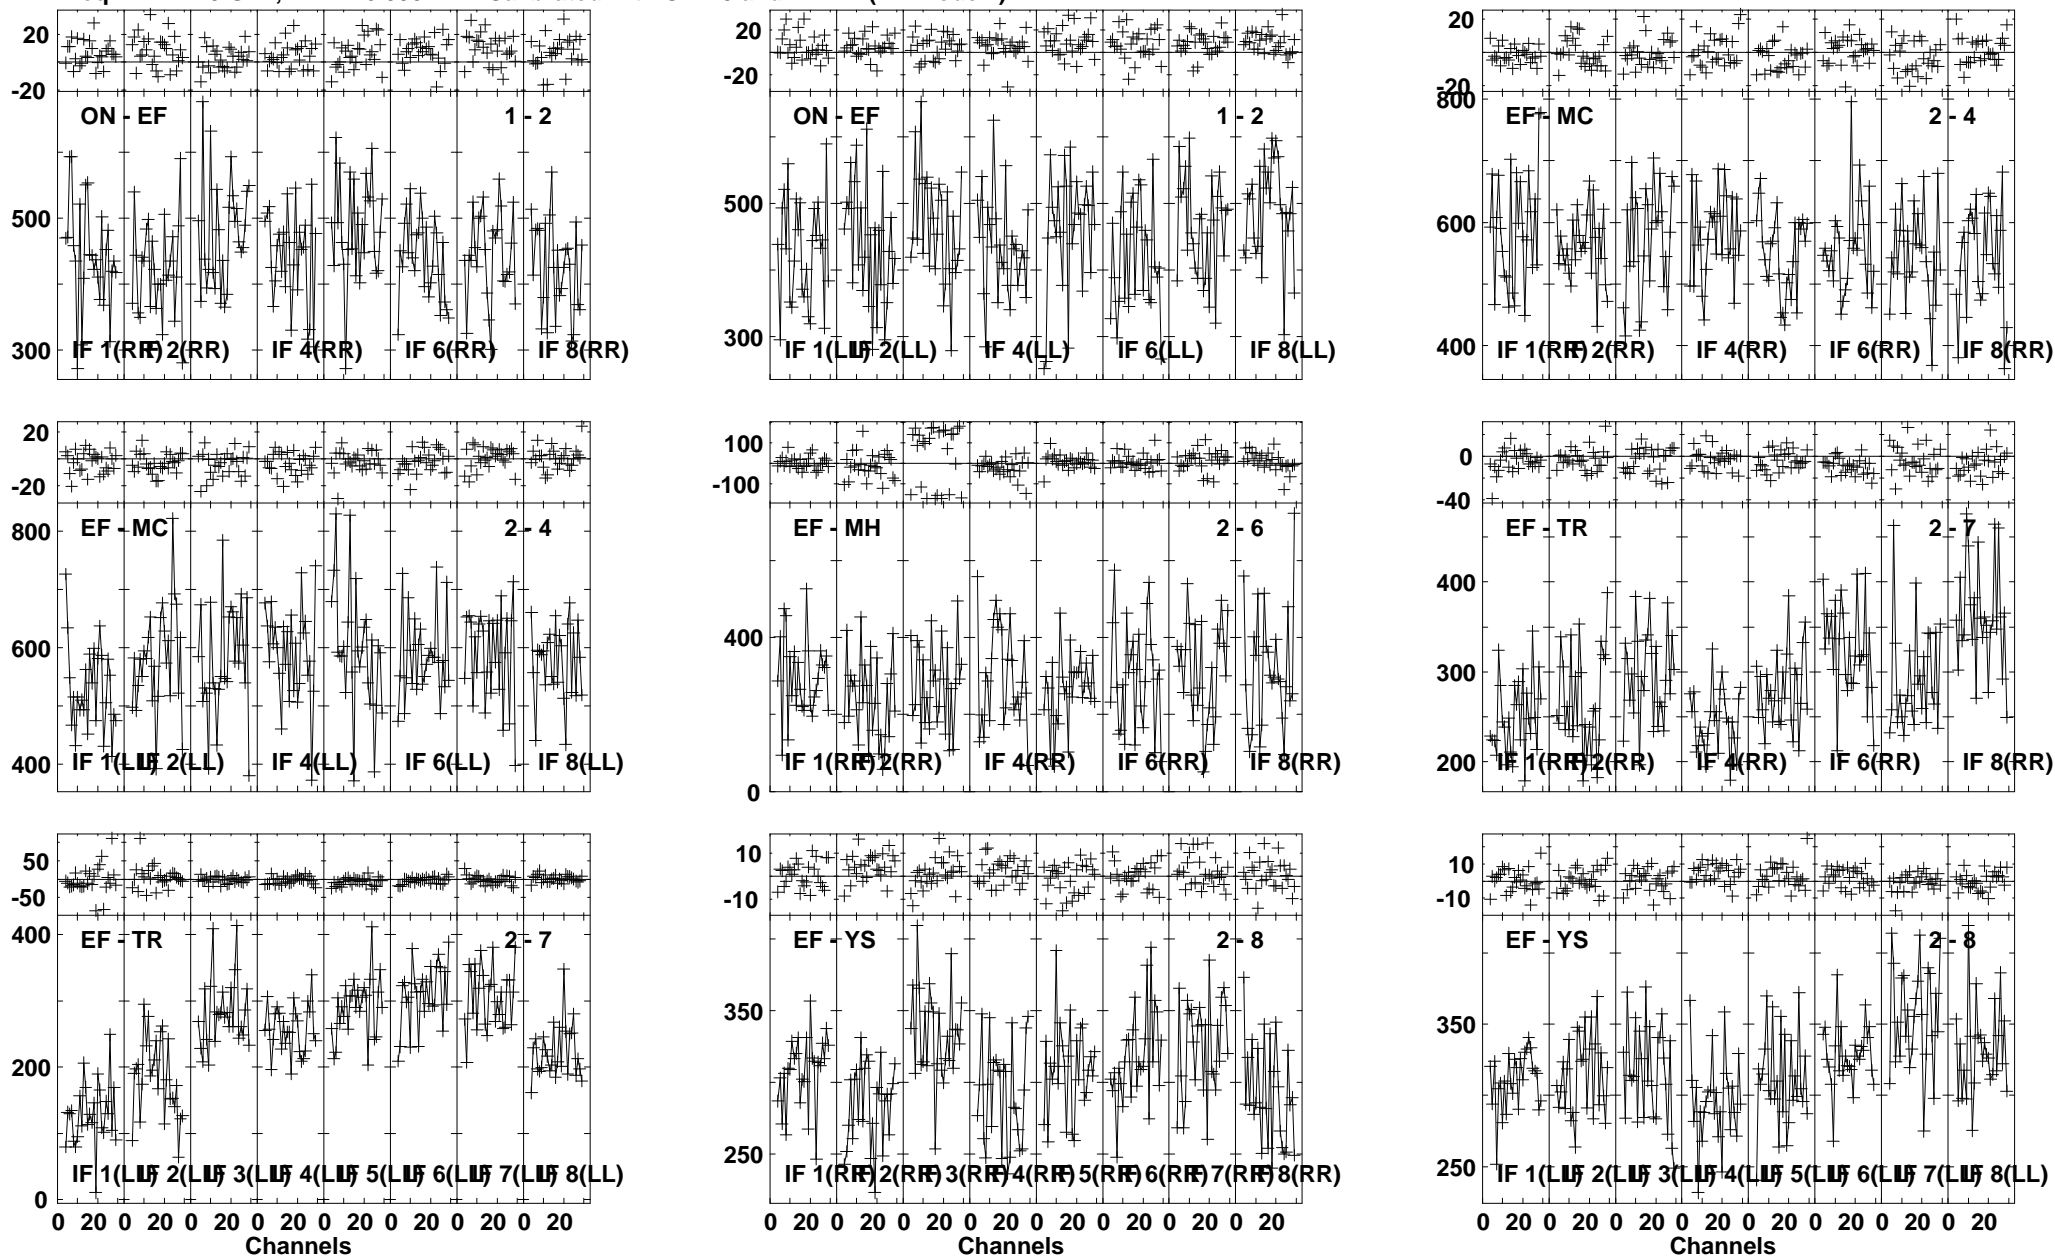 20
-20
ON - EF 1 - 2
500
300
IF 1(RR) IF 2(RR) IF 4(RR) IF 6(RR) IF 8(RR)
20
-20
ON - EF 1 - 2
500
300
IF 1(LL) IF 2(LL) IF 4(LL) IF 6(LL) IF 8(LL)
20
-20
800
EF - MC 2 - 4
600
400
IF 1(RR) IF 2(RR) IF 4(RR) IF 6(RR) IF 8(RR)
20
-20
800
EF - MC 2 - 4
600
400
IF 1(LL) IF 2(LL) IF 4(LL) IF 6(LL) IF 8(LL)
100
-100
EF - MH 2 - 6
400
IF 1(RR) IF 2(RR) IF 4(RR) IF 6(RR) IF 8(RR)
0
0
-40
EF - TR 2 - 7
400
300
200
IF 1(RR) IF 2(RR) IF 4(RR) IF 6(RR) IF 8(RR)
50
-50
400
EF - TR 2 - 7
200
IF 1(LL) IF 2(LL) IF 3(LL) IF 4(LL) IF 5(LL) IF 6(LL) IF 7(LL) IF 8(LL)
0
0 20 0 20 0 20 0 20 0 20 0 20 0 20 0 20
Channels
10
-10
EF - YS 2 - 8
350
250
IF 1(RR) IF 2(RR) IF 3(RR) IF 4(RR) IF 5(RR) IF 6(RR) IF 7(RR) IF 8(RR)
0 20 0 20 0 20 0 20 0 20 0 20 0 20 0 20
Channels
10
-10
EF - YS 2 - 8
350
250
IF 1(LL) IF 2(LL) IF 3(LL) IF 4(LL) IF 5(LL) IF 6(LL) IF 7(LL) IF 8(LL)
0 20 0 20 0 20 0 20 0 20 0 20 0 20 0 20
Channels